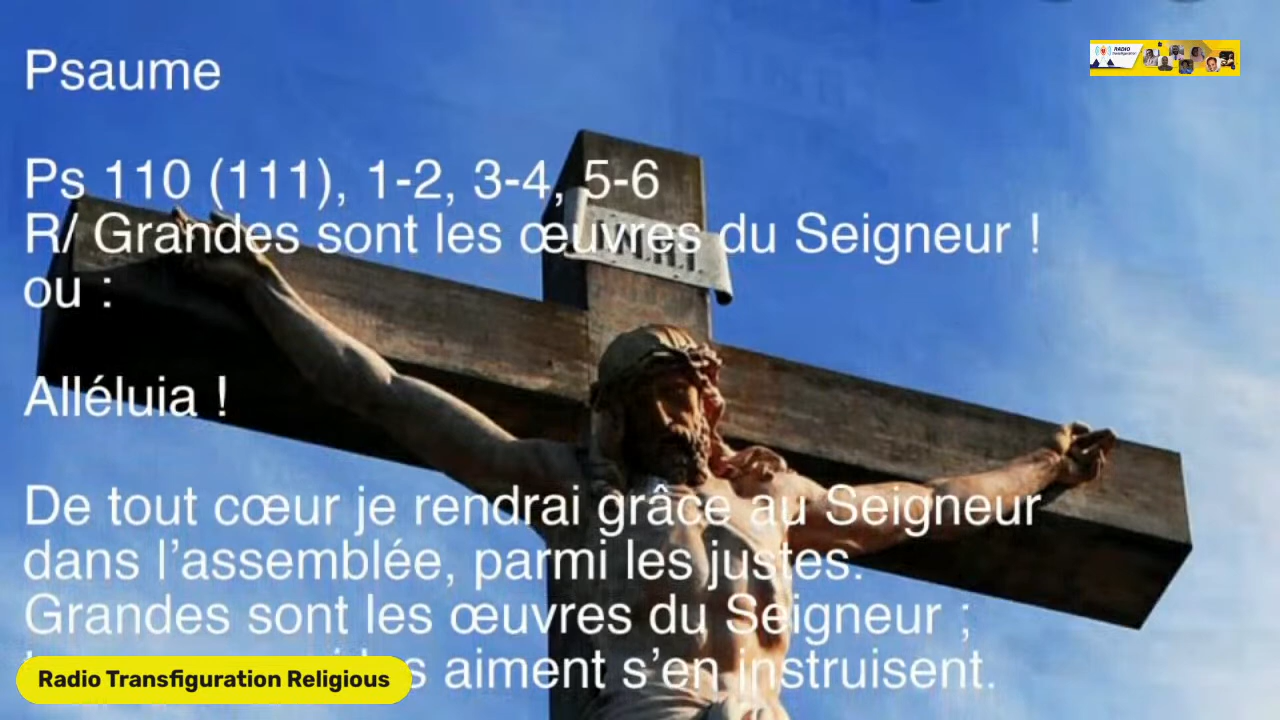 Psaume
Ps 110 (111), 1-2, 3-4, 5-6
R/ Grandes sont les œuvres du Seigneur !
ou :
Alléluia !
De tout cœur je rendrai grâce au Seigneur
dans l’assemblée, parmi les justes.
Grandes sont les œuvres du Seigneur ;
aiment s’en instruisent.
Radio Transfiguration Religious
RADIO
INRI